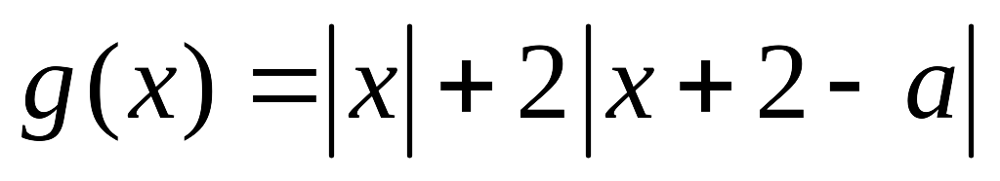 g(x) =|x|+ 2|x + 2 - a|